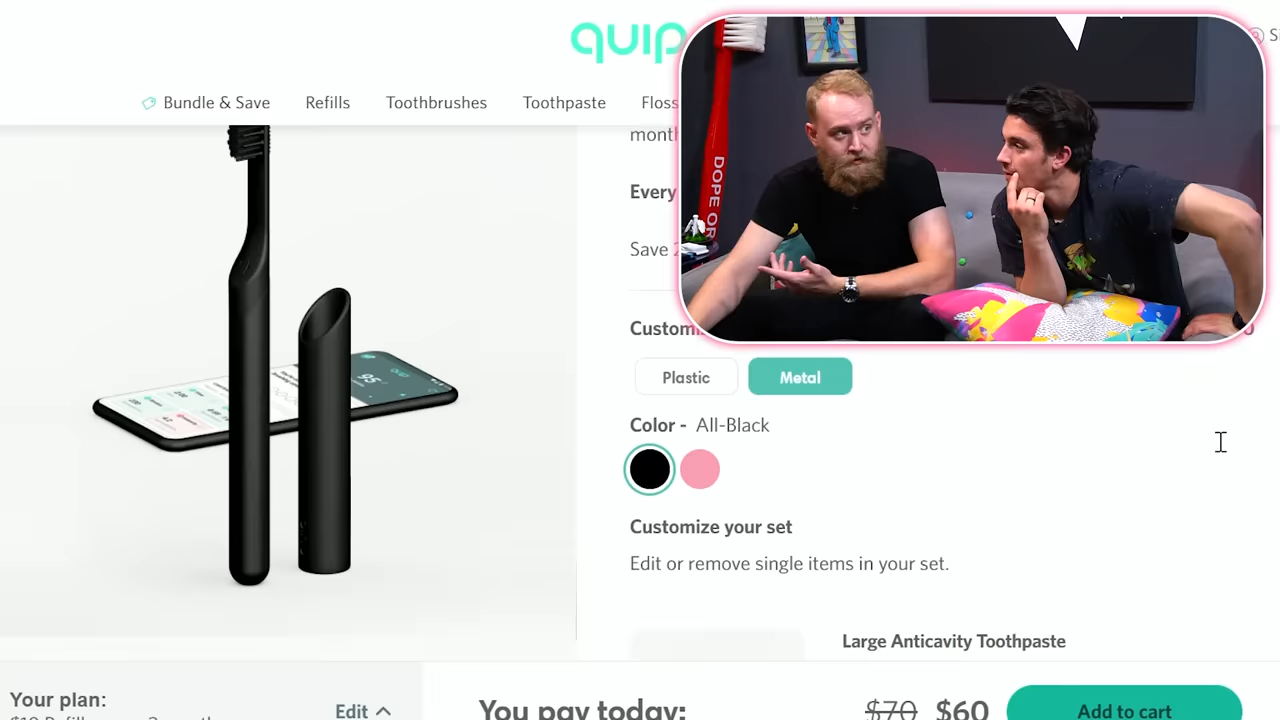 quip
Bundle & Save
Refills
Toothbrushes
Toothpaste
Floss
month
Every
Save
DOPE OR
Plastic
Metal
Color - All-Black
Customize your set
Edit or remove single items in your set.
Large Anticavity Toothpaste
Your plan:
Edit
You pay today:
$70 $60
Add to cart